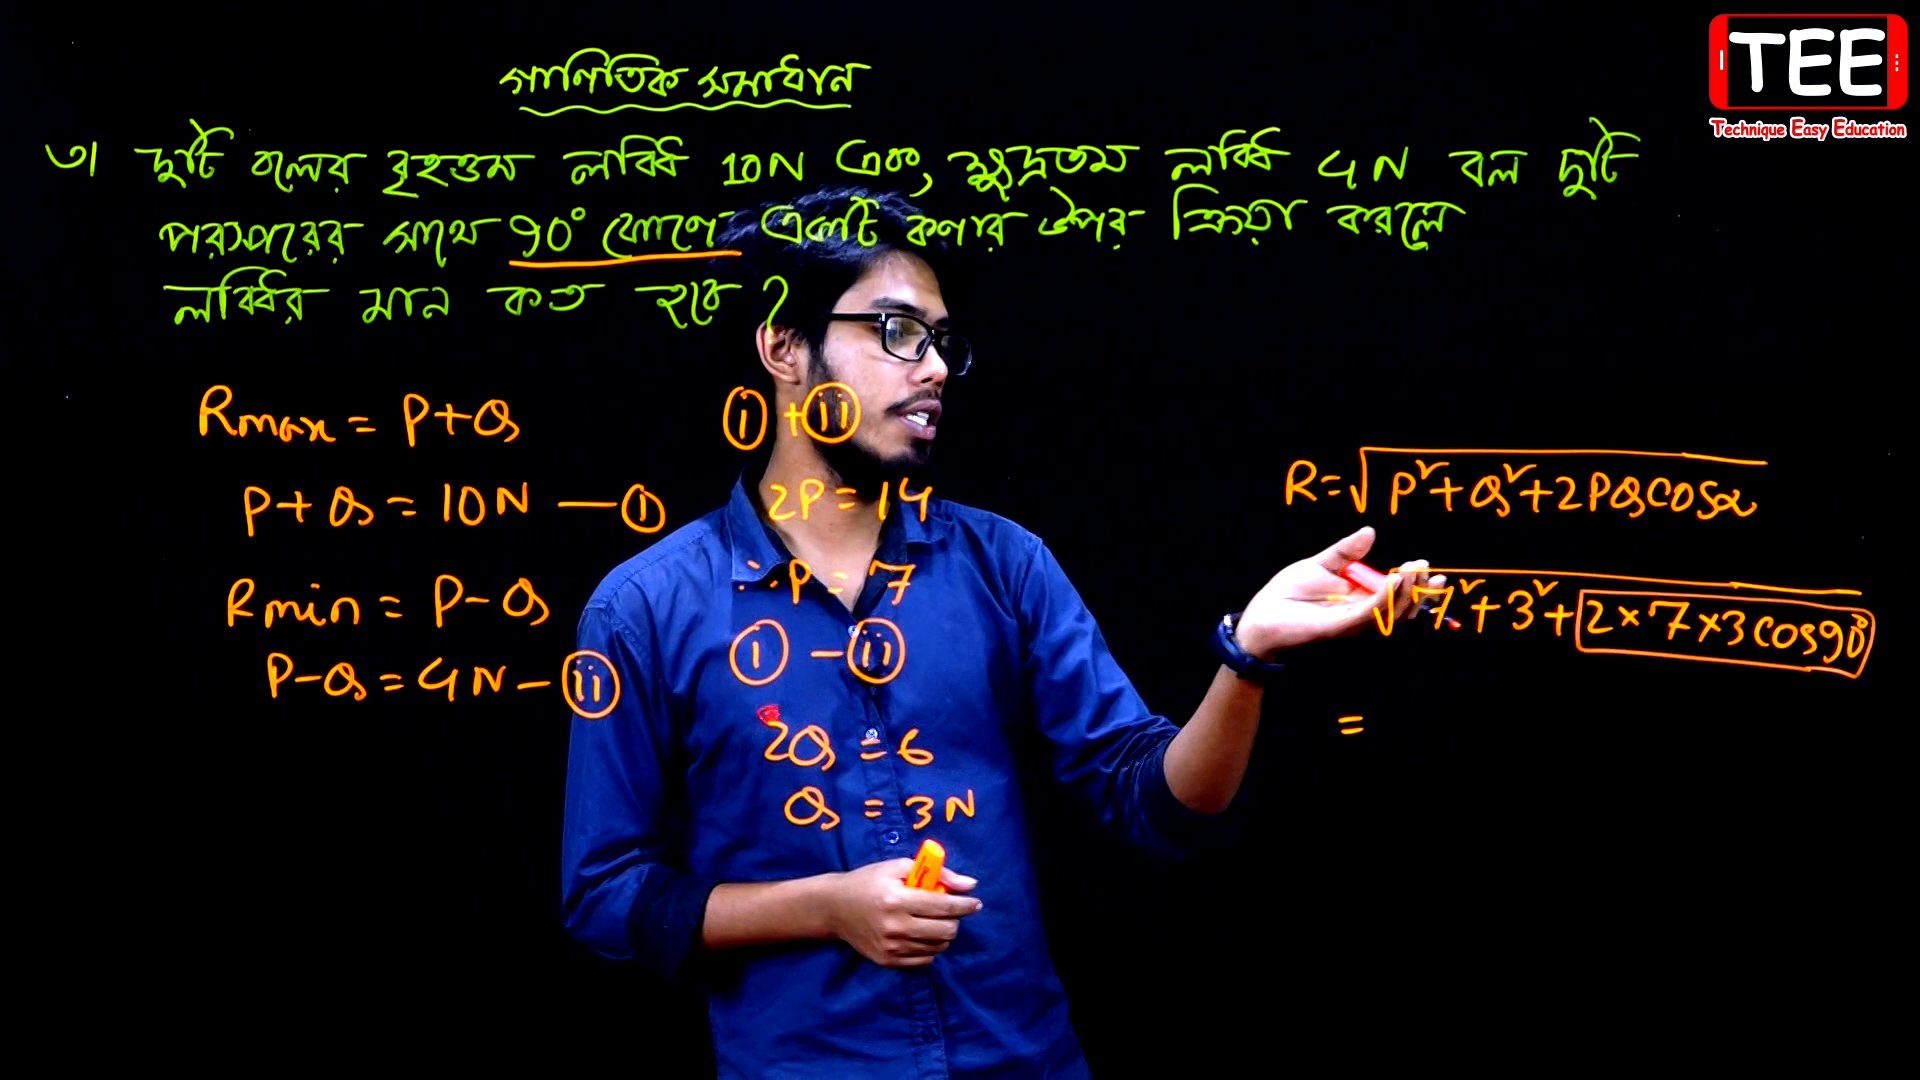 TEE
Technique Easy Education
গাণিতিক সমাধান
৩। দুটি বলের বৃহত্তম লব্ধি 10N এবং ক্ষুদ্রতম লব্ধি 4N বল দুটি
পরস্পরের সাথে 90° কোণে একটি কণার উপর ক্রিয়া করলে
লব্ধির মান কত হবে?
Rmax = P+Q
P+Q = 10N — ⓘ
Rmin = P-Q
P-Q = 4N - ⓘⓘ
ⓘ + ⓘⓘ
2P = 14
∴ P = 7
ⓘ - ⓘⓘ
2Q = 6
Q = 3N
R = √P²+Q²+2PQcosα
= √7²+3²+2×7×3cos90°
=